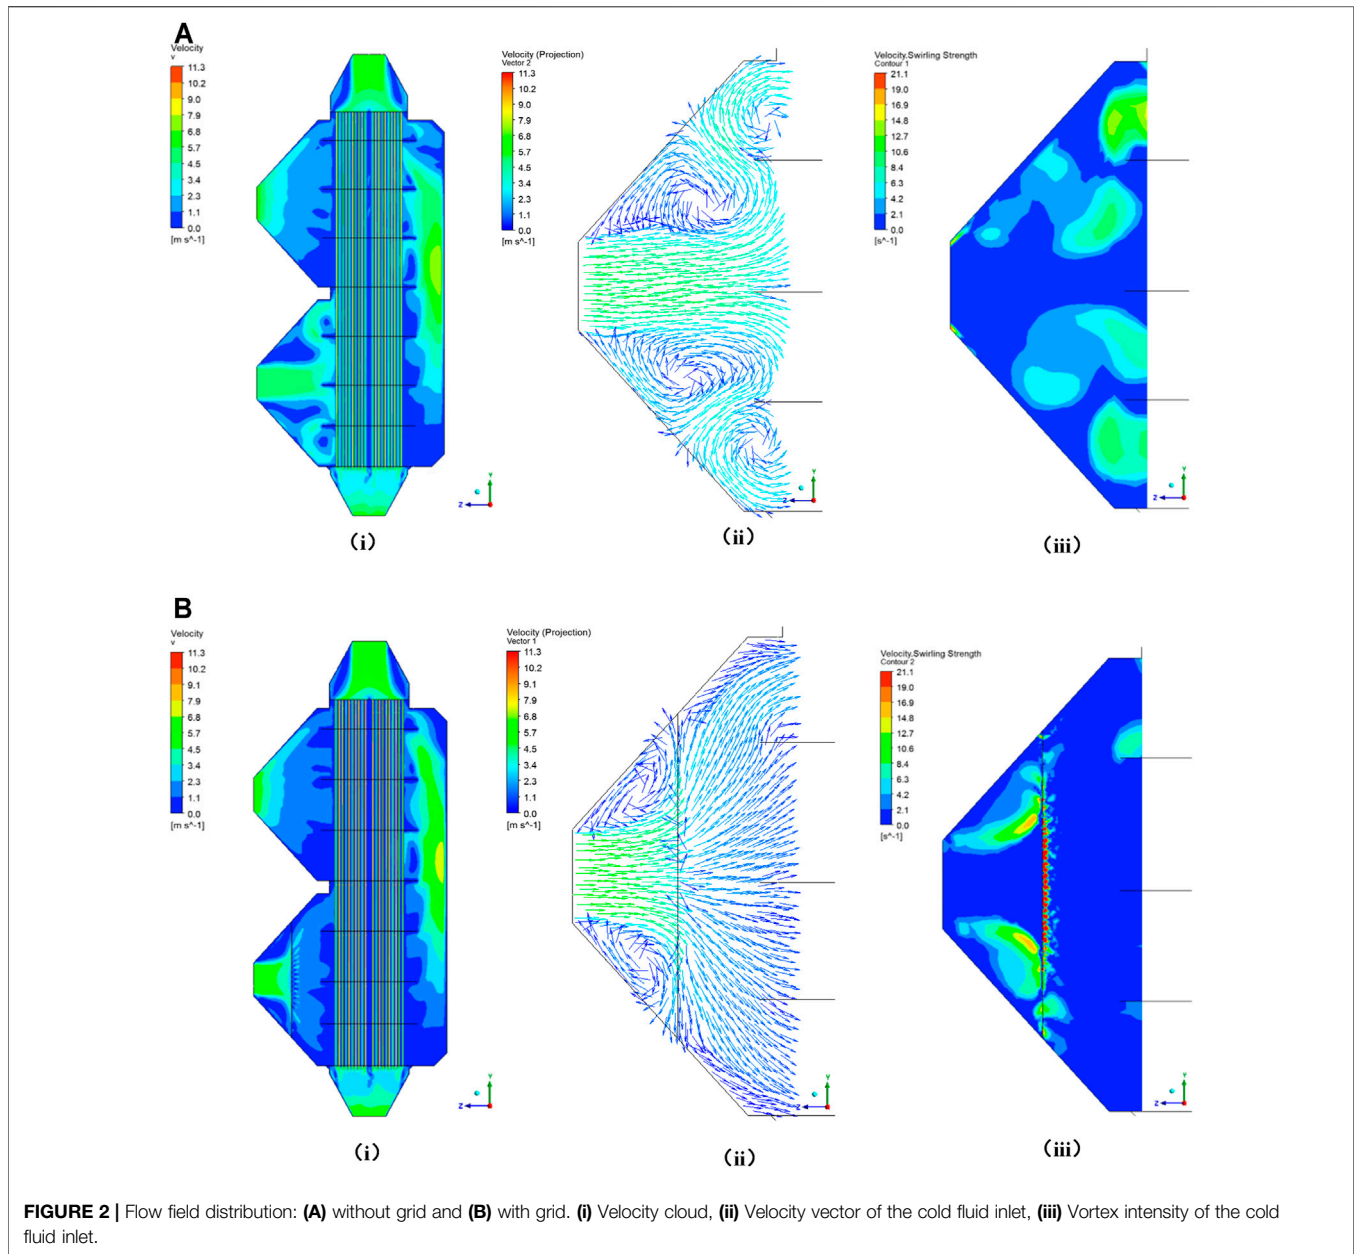 A
Velocity
v
11.3
10.2
9.0
7.9
6.8
5.7
4.5
3.4
2.3
1.1
0.0
[m s^-1]
Y
Z
(i)
Velocity (Projection)
Vector 2
11.3
10.2
9.0
7.9
6.8
5.7
4.5
3.4
2.3
1.1
0.0
[m s^-1]
Y
Z
(ii)
Velocity.Swirling Strength
Contour 1
21.1
19.0
16.9
14.8
12.7
10.6
8.4
6.3
4.2
2.1
0.0
[s^-1]
Y
Z
(iii)
B
Velocity
v
11.3
10.2
9.1
7.9
6.8
5.7
4.5
3.4
2.3
1.1
0.0
[m s^-1]
Y
Z
(i)
Velocity (Projection)
Vector 1
11.3
10.2
9.1
7.9
6.8
5.7
4.5
3.4
2.3
1.1
0.0
[m s^-1]
Y
Z
(ii)
Velocity.Swirling Strength
Contour 2
21.1
19.0
16.9
14.8
12.7
10.6
8.4
6.3
4.2
2.1
0.0
[s^-1]
Y
Z
(iii)
FIGURE 2 | Flow field distribution: (A) without grid and (B) with grid. (i) Velocity cloud, (ii) Velocity vector of the cold fluid inlet, (iii) Vortex intensity of the cold
fluid inlet.